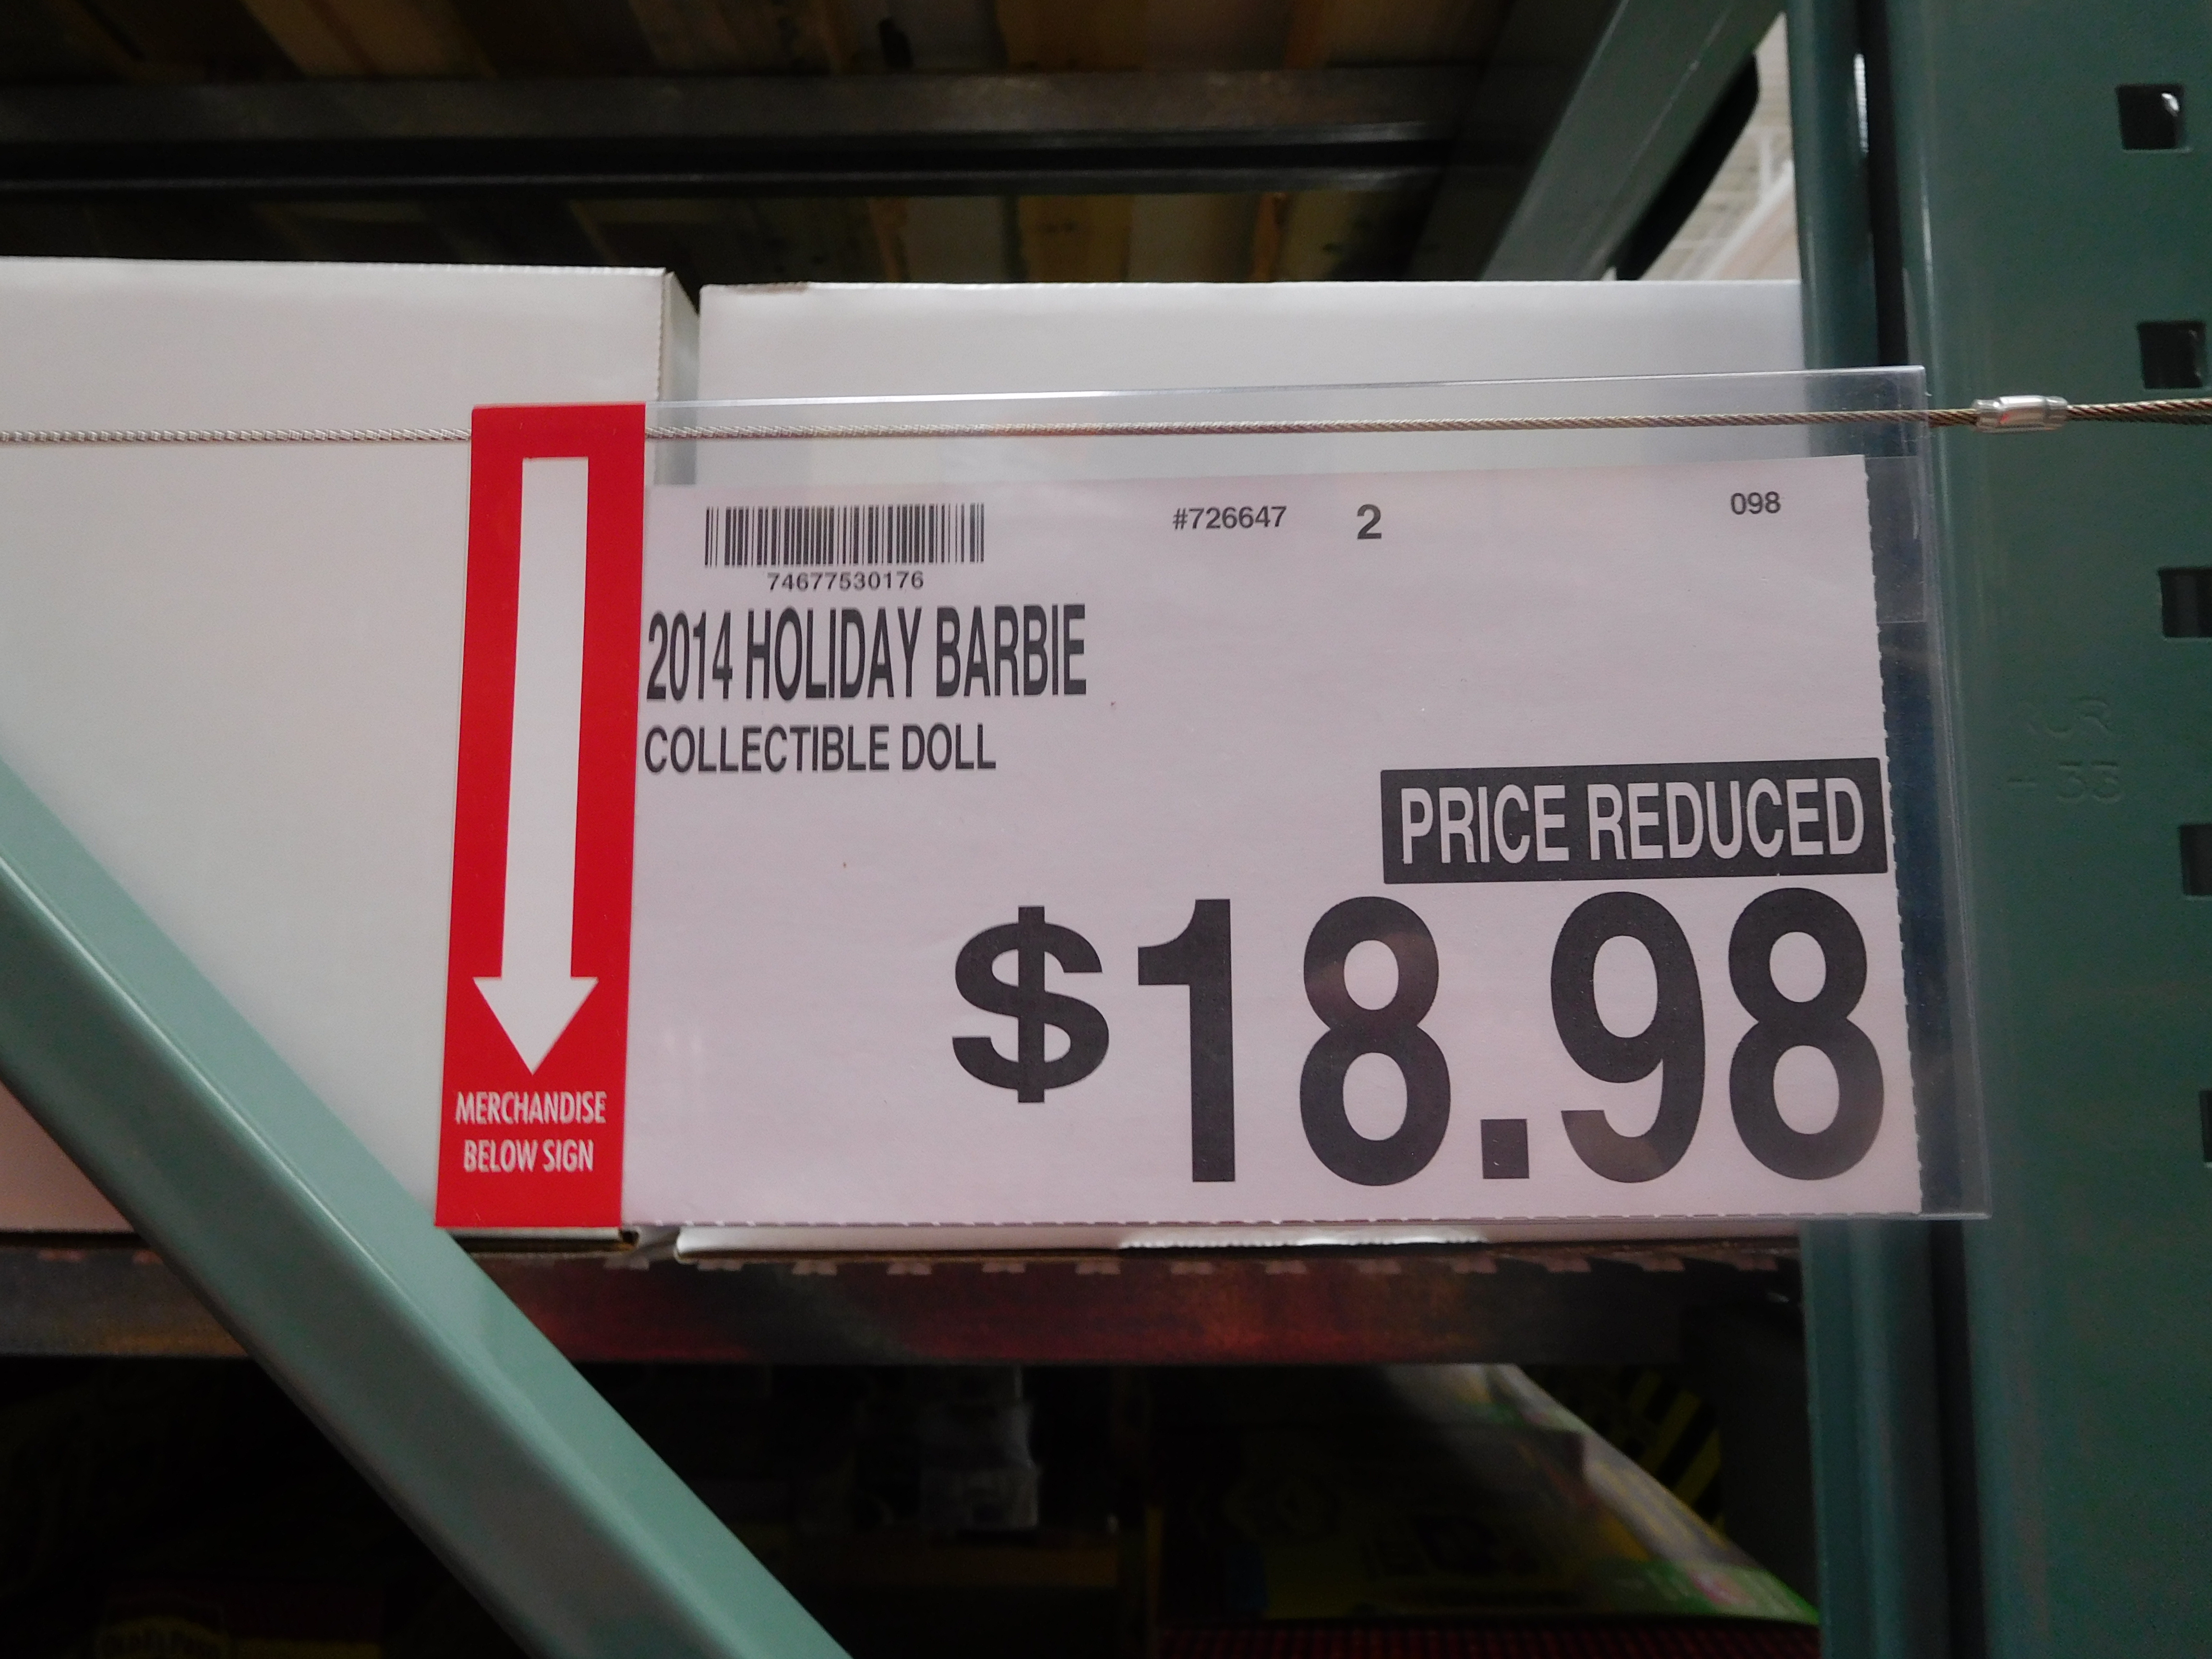 #726647 2 098
74677530176
2014 HOLIDAY BARBIE
COLLECTIBLE DOLL
PRICE REDUCED
$18.98
MERCHANDISE
BELOW SIGN